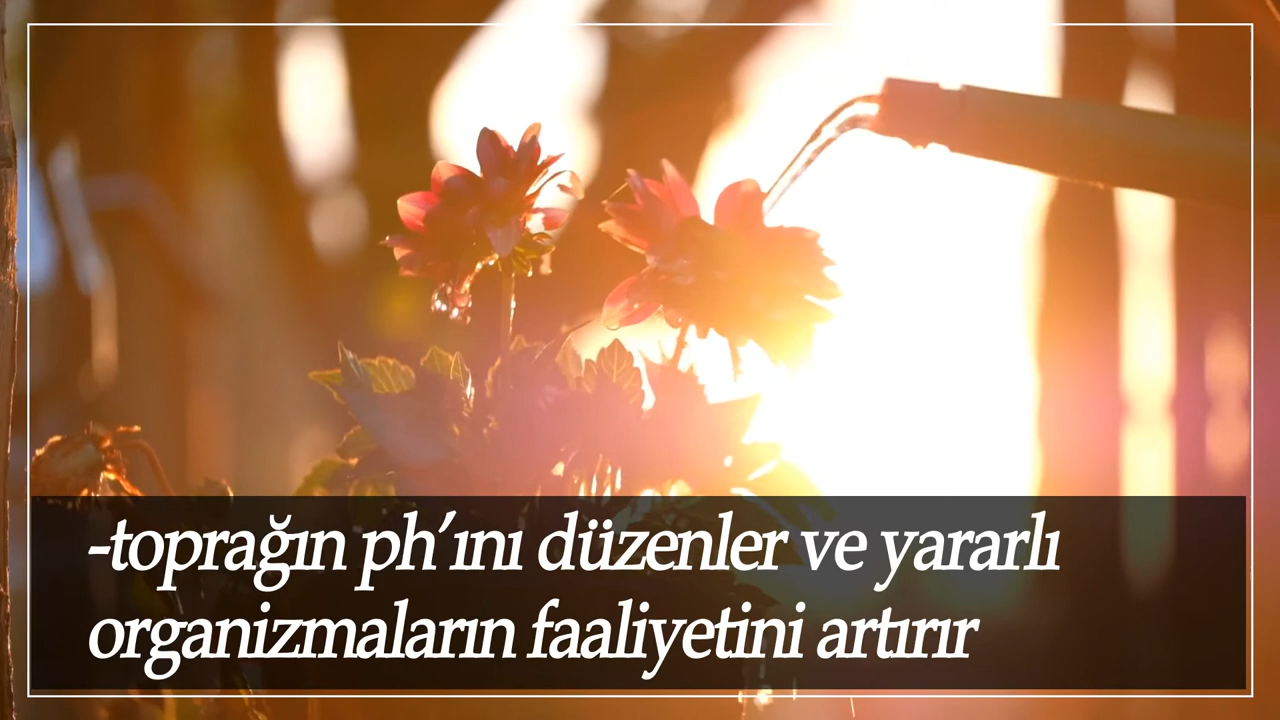 -toprağın ph’ını düzenler ve yararlı
organizmaların faaliyetini artırır